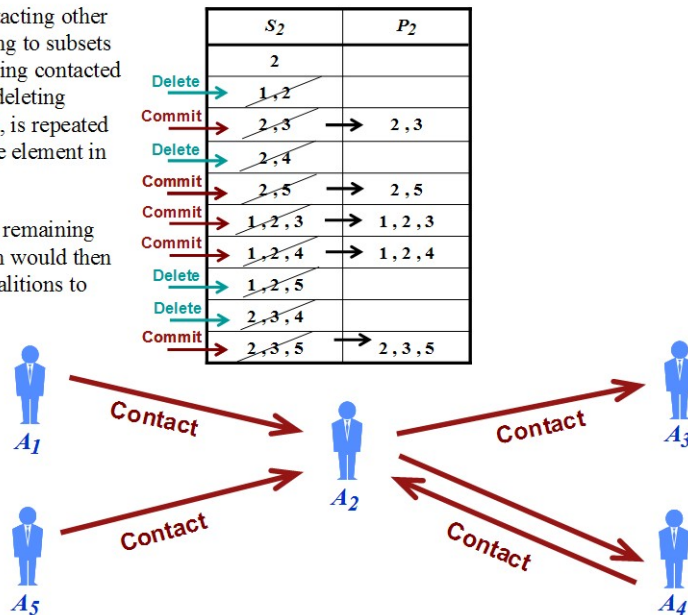 acting other
ng to subsets
ing contacted
deleting
, is repeated
e element in
remaining
n would then
alitions to
S2 P2
2
Delete 1,2
Commit 2,3 2,3
Delete 2,4
Commit 2,5 2,5
Commit 1,2,3 1,2,3
Commit 1,2,4 1,2,4
Delete 1,2,5
Delete 2,3,4
Commit 2,3,5 2,3,5
Contact
A1
Contact
A3
A2
Contact
A5
Contact
A4